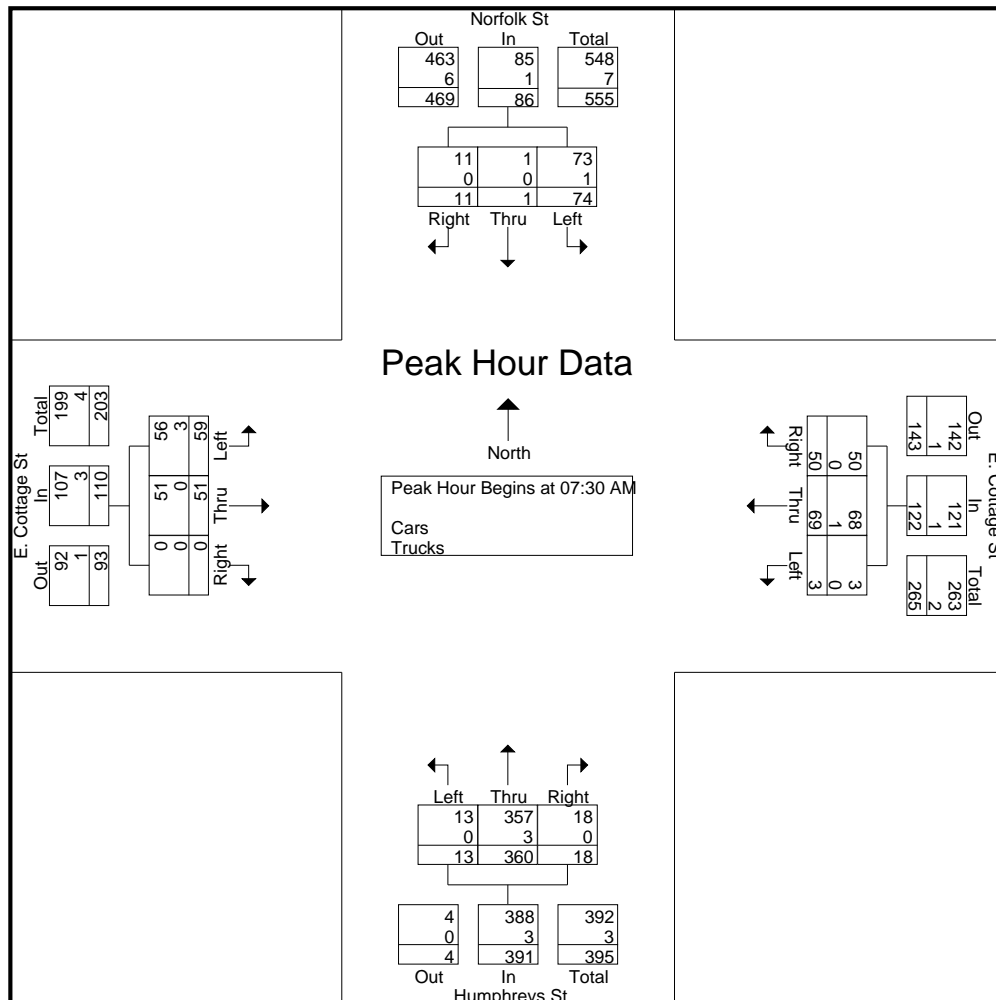 Norfolk St
Out In Total
463 85 548
6 1 7
469 86 555
11 1 73
0 0 1
11 1 74
Right Thru Left
Peak Hour Data
North
Peak Hour Begins at 07:30 AM
Cars
Trucks
E. Cottage St
Out In Total
92 107 199
1 3 4
93 110 203
Left Thru Right
56 51 0
3 0 0
59 51 0
E. Cottage St
Out In Total
142 121 263
1 1 2
143 122 265
50 68 3
0 1 0
50 69 3
Right Thru Left
Left Thru Right
13 357 18
0 3 0
13 360 18
4 388 392
0 3 3
4 391 395
Out In Total
Humphreys St